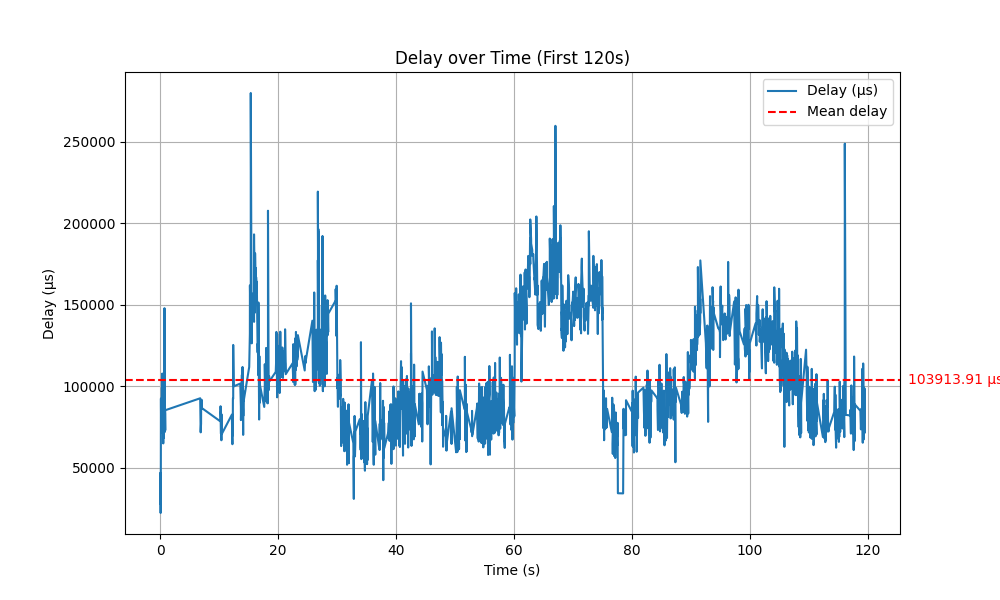 Delay over Time (First 120s)
Delay (µs)
Mean delay
250000
200000
150000
100000
50000
Delay (µs)
103913.91 µs
0 20 40 60 80 100 120
Time (s)